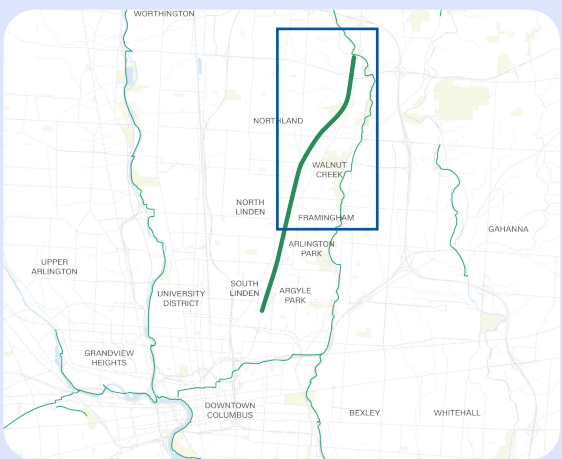 WORTHINGTON
NORTHLAND
WALNUT
CREEK
NORTH
LINDEN
FRAMINGHAM
GAHANNA
ARLINGTON
PARK
UPPER
ARLINGTON
SOUTH
LINDEN
ARGYLE
PARK
UNIVERSITY
DISTRICT
GRANDVIEW
HEIGHTS
DOWNTOWN
COLUMBUS
BEXLEY
WHITEHALL